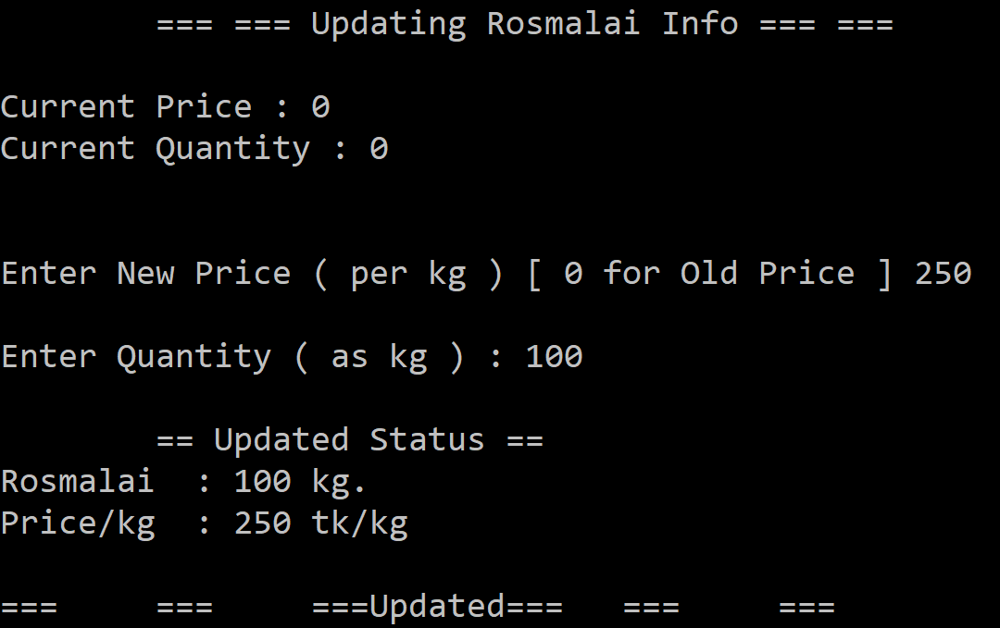 === === Updating Rosmalai Info === ===
Current Price : 0
Current Quantity : 0
Enter New Price ( per kg ) [ 0 for Old Price ] 250
Enter Quantity ( as kg ) : 100
== Updated Status ==
Rosmalai  : 100 kg.
Price/kg  : 250 tk/kg
===     ===     ===Updated===   ===     ===